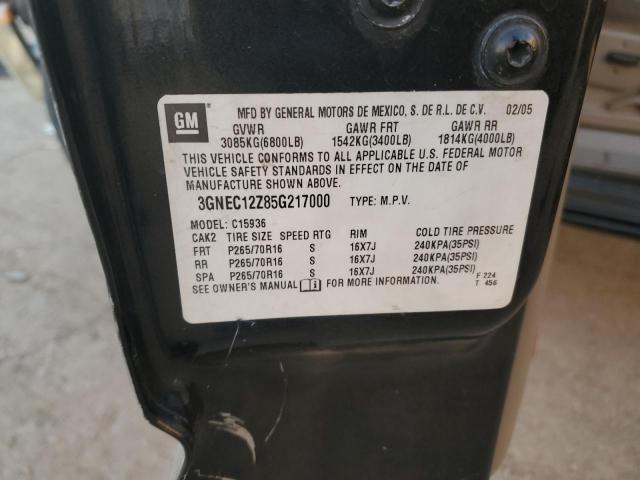 GM
MFD BY GENERAL MOTORS DE MEXICO, S. DE R.L. DE C.V. 02/05
GVWR GAWR FRT GAWR RR
3085KG(6800LB) 1542KG(3400LB) 1814KG(4000LB)
THIS VEHICLE CONFORMS TO ALL APPLICABLE U.S. FEDERAL MOTOR
VEHICLE SAFETY STANDARDS IN EFFECT ON THE DATE OF
MANUFACTURE SHOWN ABOVE.
3GNEC12Z85G217000 TYPE: M.P.V.
MODEL: C15936
CAK2 TIRE SIZE SPEED RTG RIM COLD TIRE PRESSURE
FRT P265/70R16 S 16X7J 240KPA(35PSI)
RR P265/70R16 S 16X7J 240KPA(35PSI)
SPA P265/70R16 S 16X7J 240KPA(35PSI)
SEE OWNER'S MANUAL FOR MORE INFORMATION.
F 224
T 456